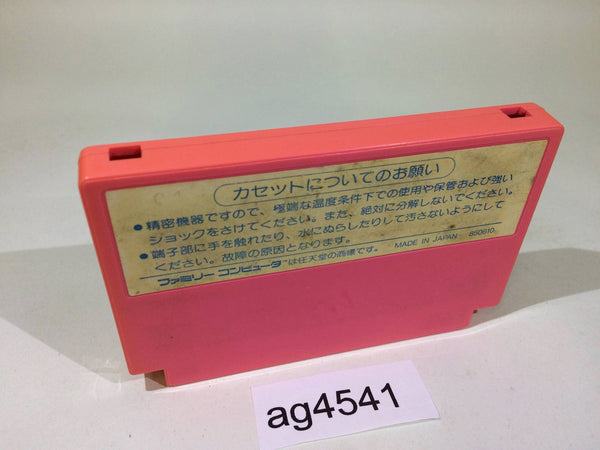 カセットについてのお願い
●精密機器ですので、極端な温度条件下での使用や保管および強い
ショックをさけてください。また、絶対に分解しないでください。
●端子部に手を触れたり、水にぬらしたりして汚さないようにして
ください。故障の原因となります。
ファミリー コンピュータ™は任天堂の商標です。 MADE IN JAPAN 850610
ag4541